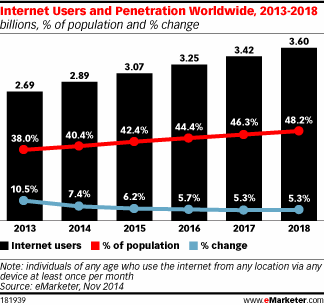 Internet Users and Penetration Worldwide, 2013-2018
billions, % of population and % change
2.69 2.89 3.07 3.25 3.42 3.60
38.0% 40.4% 42.4% 44.4% 46.3% 48.2%
10.5% 7.4% 6.2% 5.7% 5.3% 5.3%
2013 2014 2015 2016 2017 2018
Internet users % of population % change
Note: individuals of any age who use the internet from any location via any
device at least once per month
Source: eMarketer, Nov 2014
181939 www.eMarketer.com